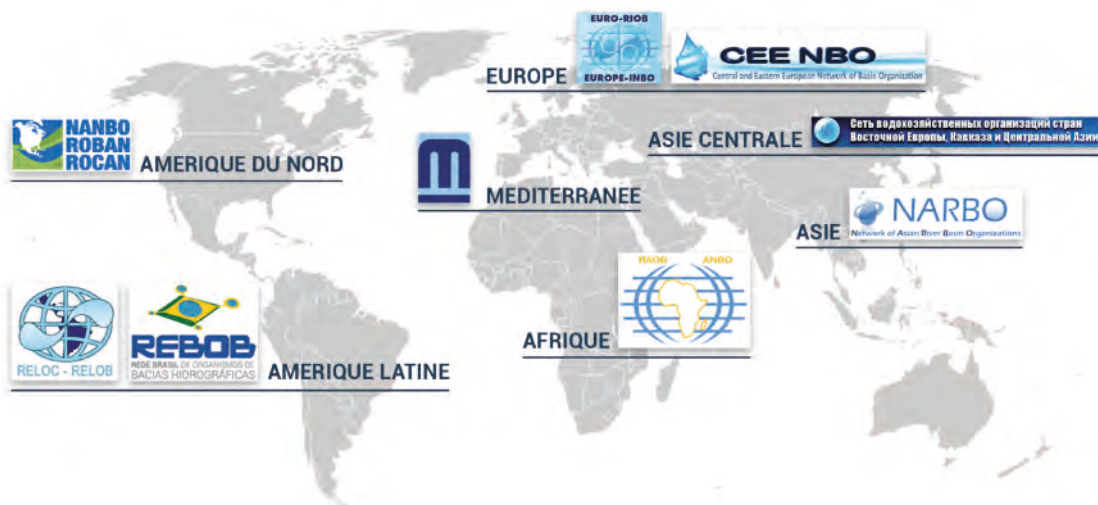 EURO-RIOB
EUROPE-INBO
EUROPE
CEE NBO
Central and Eastern European Network of Basin Organization
NANBO
ROBAN
ROCAN
AMÉRIQUE DU NORD
MEDITERRANEE
ASIE CENTRALE
Сеть водохозяйственных организаций стран
Восточной Европы, Кавказа и Центральной Азии
ASIE
NARBO
Network of Asian River Basin Organizations
RAOB ANBO
AFRIQUE
RELOC - RELOB
REBOB
REDE BRASIL DE ORGANISMOS DE
BACIAS HIDROGRÁFICAS
AMERIQUE LATINE